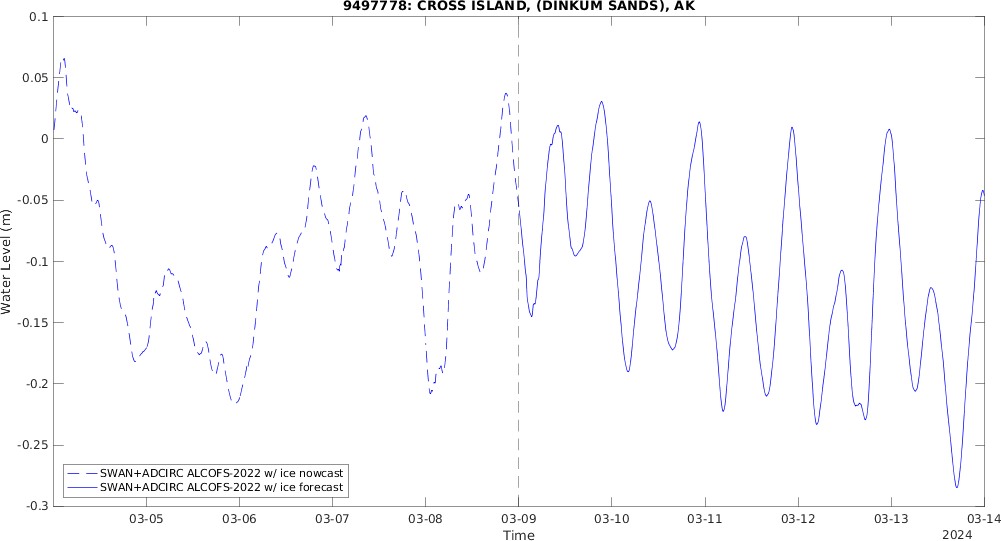 9497778: CROSS ISLAND, (DINKUM SANDS), AK
0.1
0.05
0
-0.05
-0.1
-0.15
-0.2
-0.25
-0.3
Water Level (m)
SWAN+ADCIRC ALCOFS-2022 w/ ice nowcast
SWAN+ADCIRC ALCOFS-2022 w/ ice forecast
03-05 03-06 03-07 03-08 03-09 03-10 03-11 03-12 03-13 03-14
Time
2024